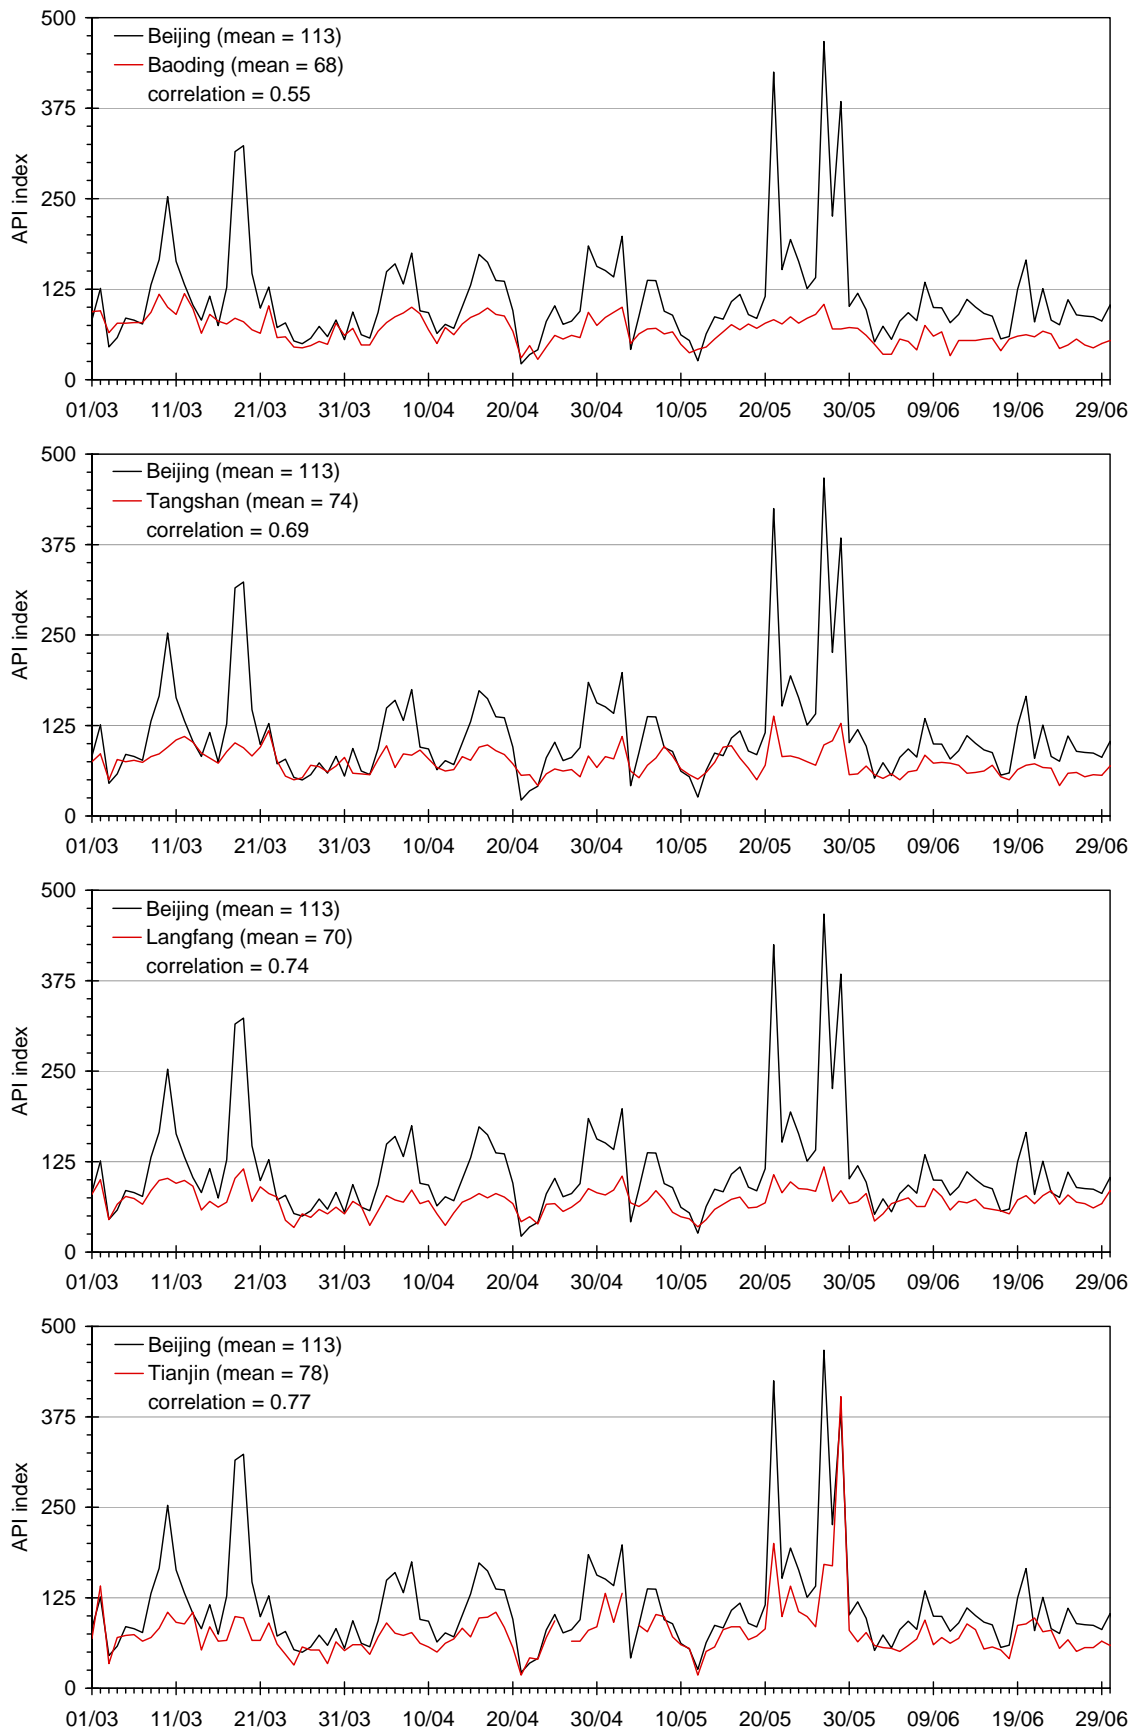 500
375
250
125
0
API index
Beijing (mean = 113)
Baoding (mean = 68)
correlation = 0.55
01/03 11/03 21/03 31/03 10/04 20/04 30/04 10/05 20/05 30/05 09/06 19/06 29/06
500
375
250
125
0
API index
Beijing (mean = 113)
Tangshan (mean = 74)
correlation = 0.69
01/03 11/03 21/03 31/03 10/04 20/04 30/04 10/05 20/05 30/05 09/06 19/06 29/06
500
375
250
125
0
API index
Beijing (mean = 113)
Langfang (mean = 70)
correlation = 0.74
01/03 11/03 21/03 31/03 10/04 20/04 30/04 10/05 20/05 30/05 09/06 19/06 29/06
500
375
250
125
0
API index
Beijing (mean = 113)
Tianjin (mean = 78)
correlation = 0.77
01/03 11/03 21/03 31/03 10/04 20/04 30/04 10/05 20/05 30/05 09/06 19/06 29/06